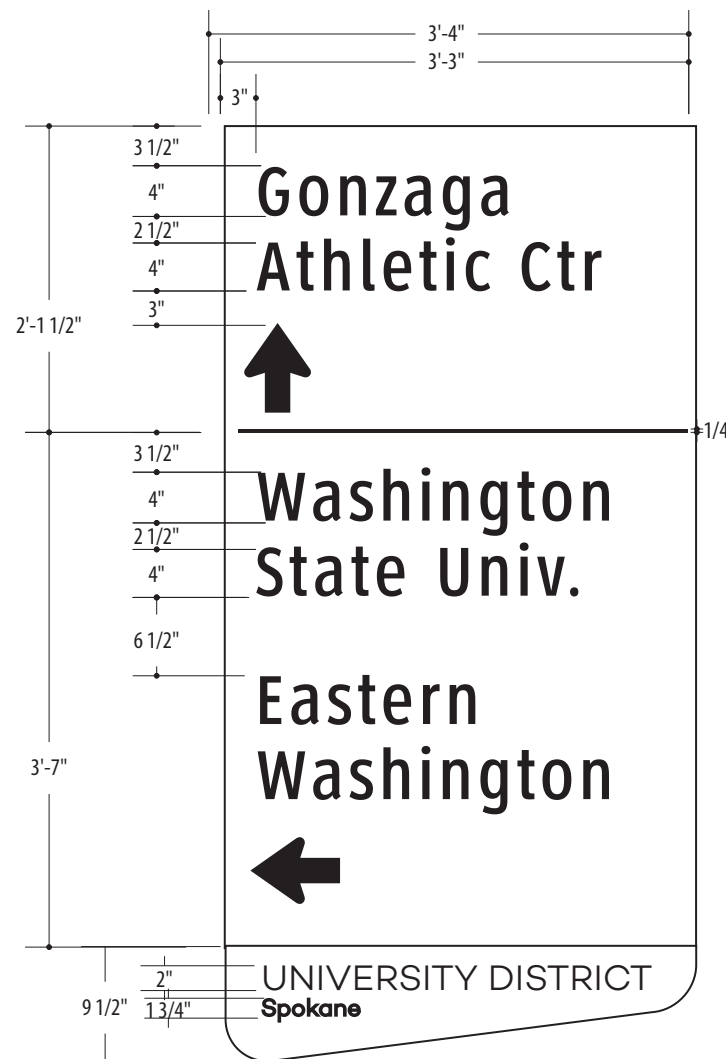 3'-4"
3'-3"
3"
3 1/2"
4"
2 1/2"
4"
3"
2'-1 1/2"
Gonzaga
Athletic Ctr
1/4
3 1/2"
4"
2 1/2"
4"
6 1/2"
3'-7"
Washington
State Univ.
Eastern
Washington
2"
1 3/4"
9 1/2"
UNIVERSITY DISTRICT
Spokane